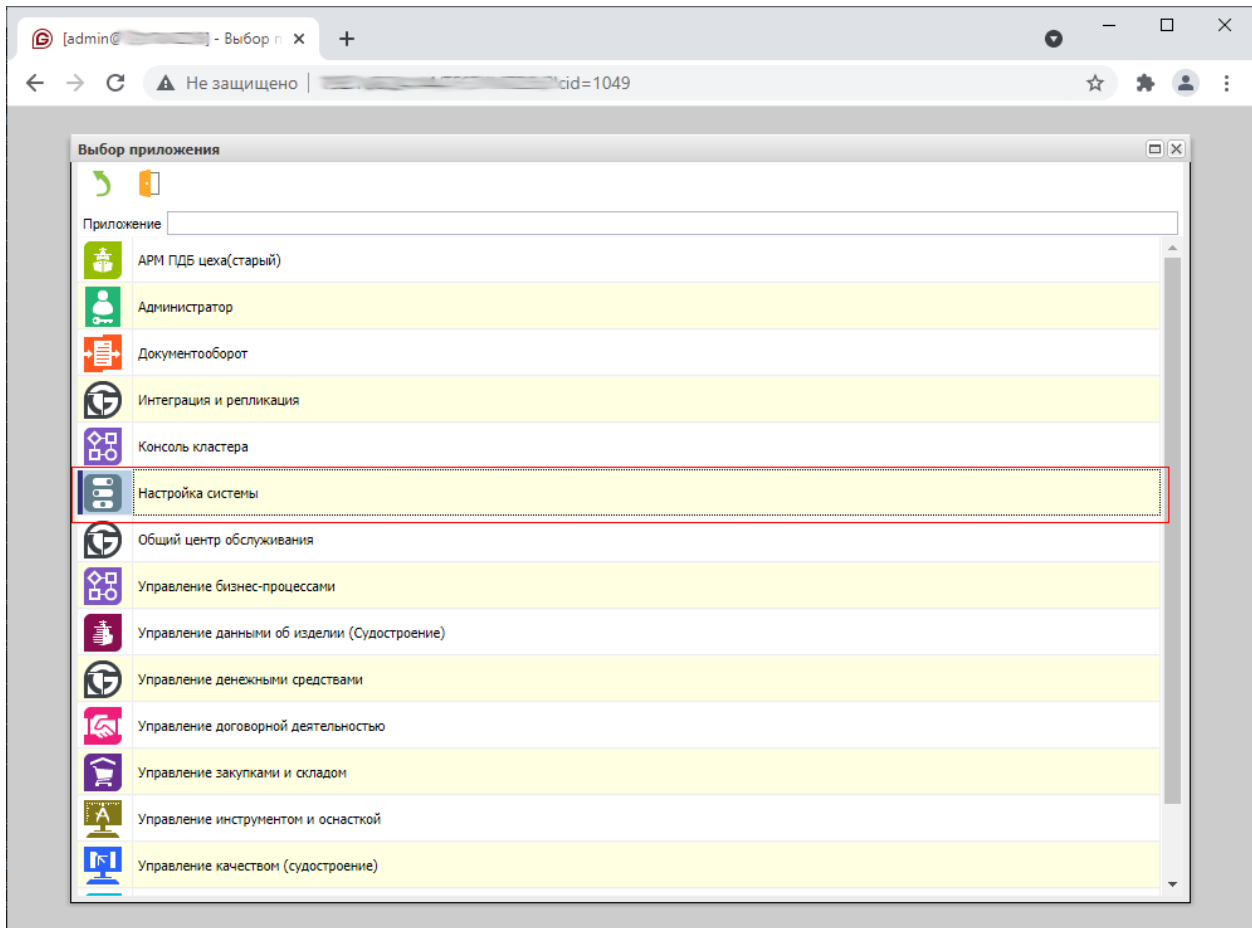 [admin@ ] - Выбор п
Не защищено | cid=1049
Выбор приложения
Приложение
АРМ ПДБ цеха(старый)
Администратор
Документооборот
Интеграция и репликация
Консоль кластера
Настройка системы
Общий центр обслуживания
Управление бизнес-процессами
Управление данными об изделии (Судостроение)
Управление денежными средствами
Управление договорной деятельностью
Управление закупками и складом
Управление инструментом и оснасткой
Управление качеством (судостроение)